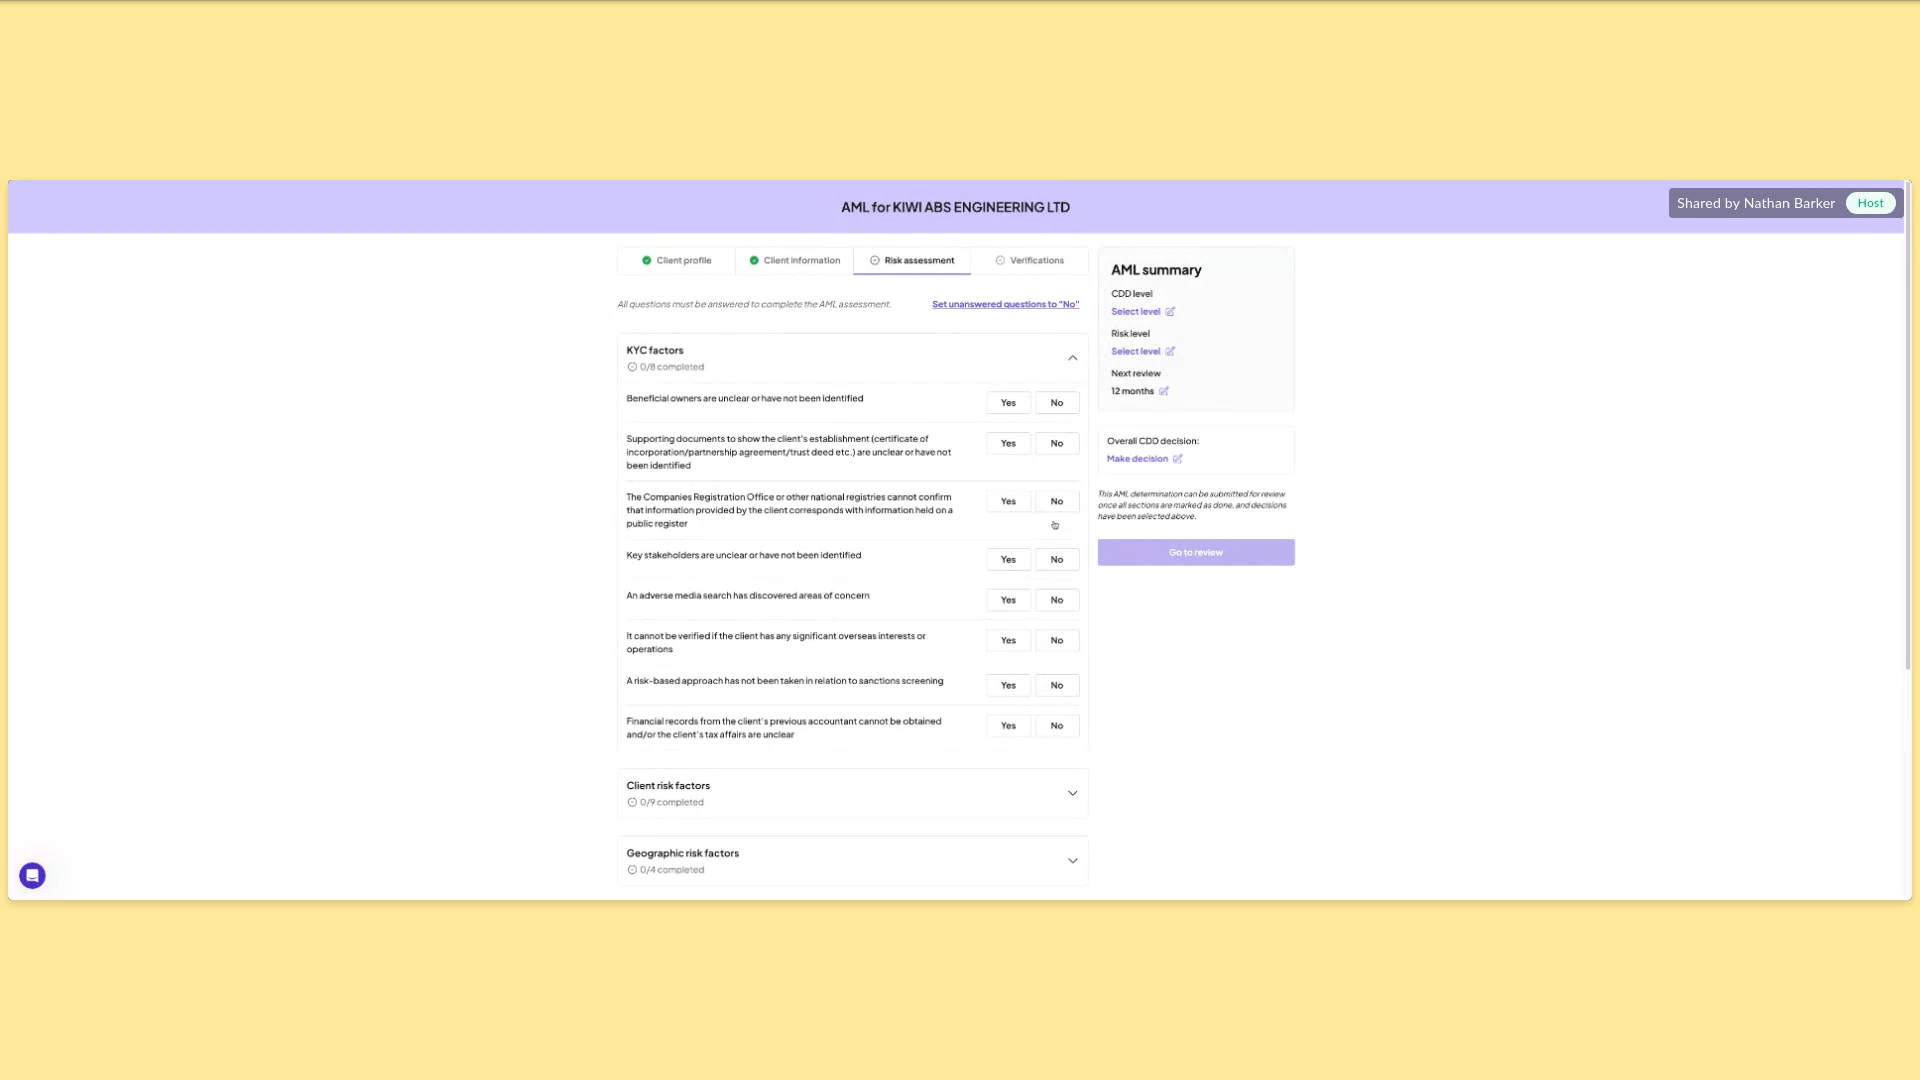 AML for KIWI ABS ENGINEERING LTD
Shared by Nathan Barker Host
Client profile
Client information
Risk assessment
Verifications
All questions must be answered to complete the AML assessment.
Set unanswered questions to "No"
KYC factors
0/8 completed
Beneficial owners are unclear or have not been identified
Yes No
Supporting documents to show the client's establishment (certificate of
incorporation/partnership agreement/trust deed etc.) are unclear or have not
been identified
Yes No
The Companies Registration Office or other national registries cannot confirm
that information provided by the client corresponds with information held on a
public register
Yes No
Key stakeholders are unclear or have not been identified
Yes No
An adverse media search has discovered areas of concern
Yes No
It cannot be verified if the client has any significant overseas interests or
operations
Yes No
A risk-based approach has not been taken in relation to sanctions screening
Yes No
Financial records from the client's previous accountant cannot be obtained
and/or the client's tax affairs are unclear
Yes No
Client risk factors
0/9 completed
Geographic risk factors
0/4 completed
AML summary
CDD level
Select level
Risk level
Select level
Next review
12 months
Overall CDD decision:
Make decision
This AML determination can be submitted for review
once all sections are marked as done, and decisions
have been selected above.
Go to review